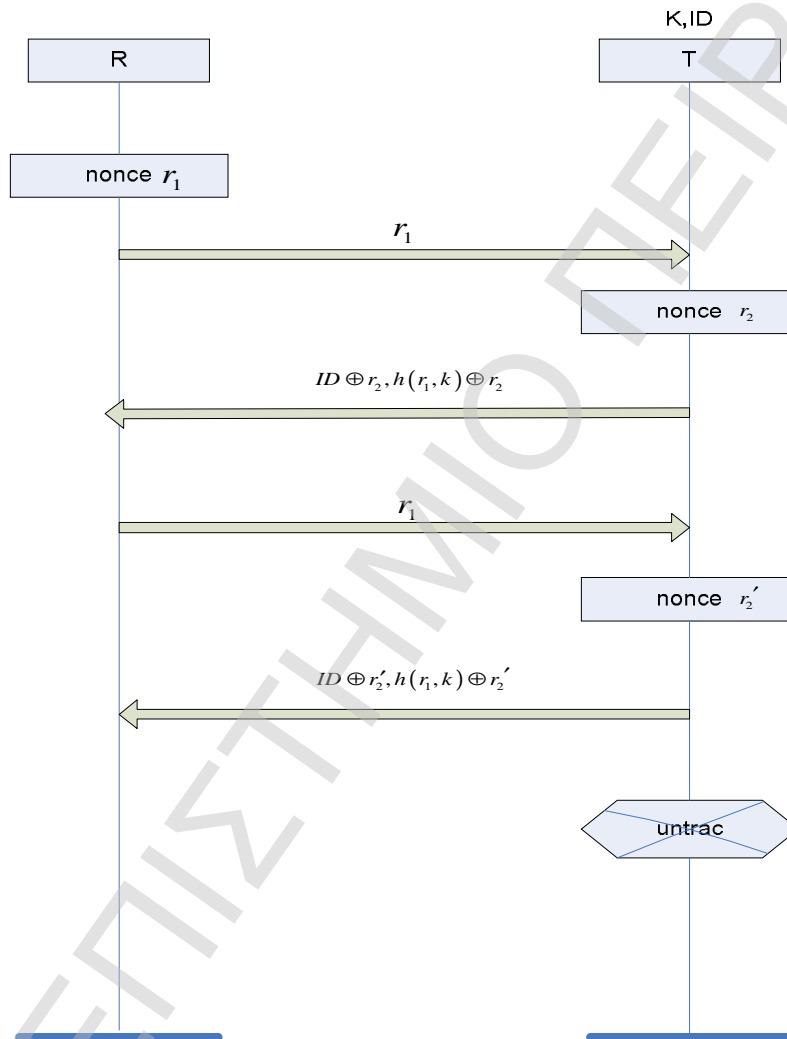 K,ID
R
T
nonce r₁
r₁
nonce r₂
ID ⊕ r₂, h(r₁, k) ⊕ r₂
r₁
nonce r₂′
ID ⊕ r₂′, h(r₁, k) ⊕ r₂′
untrac
ΕΠΙΣΤΗΜΙΟ ΠΕΙΡ